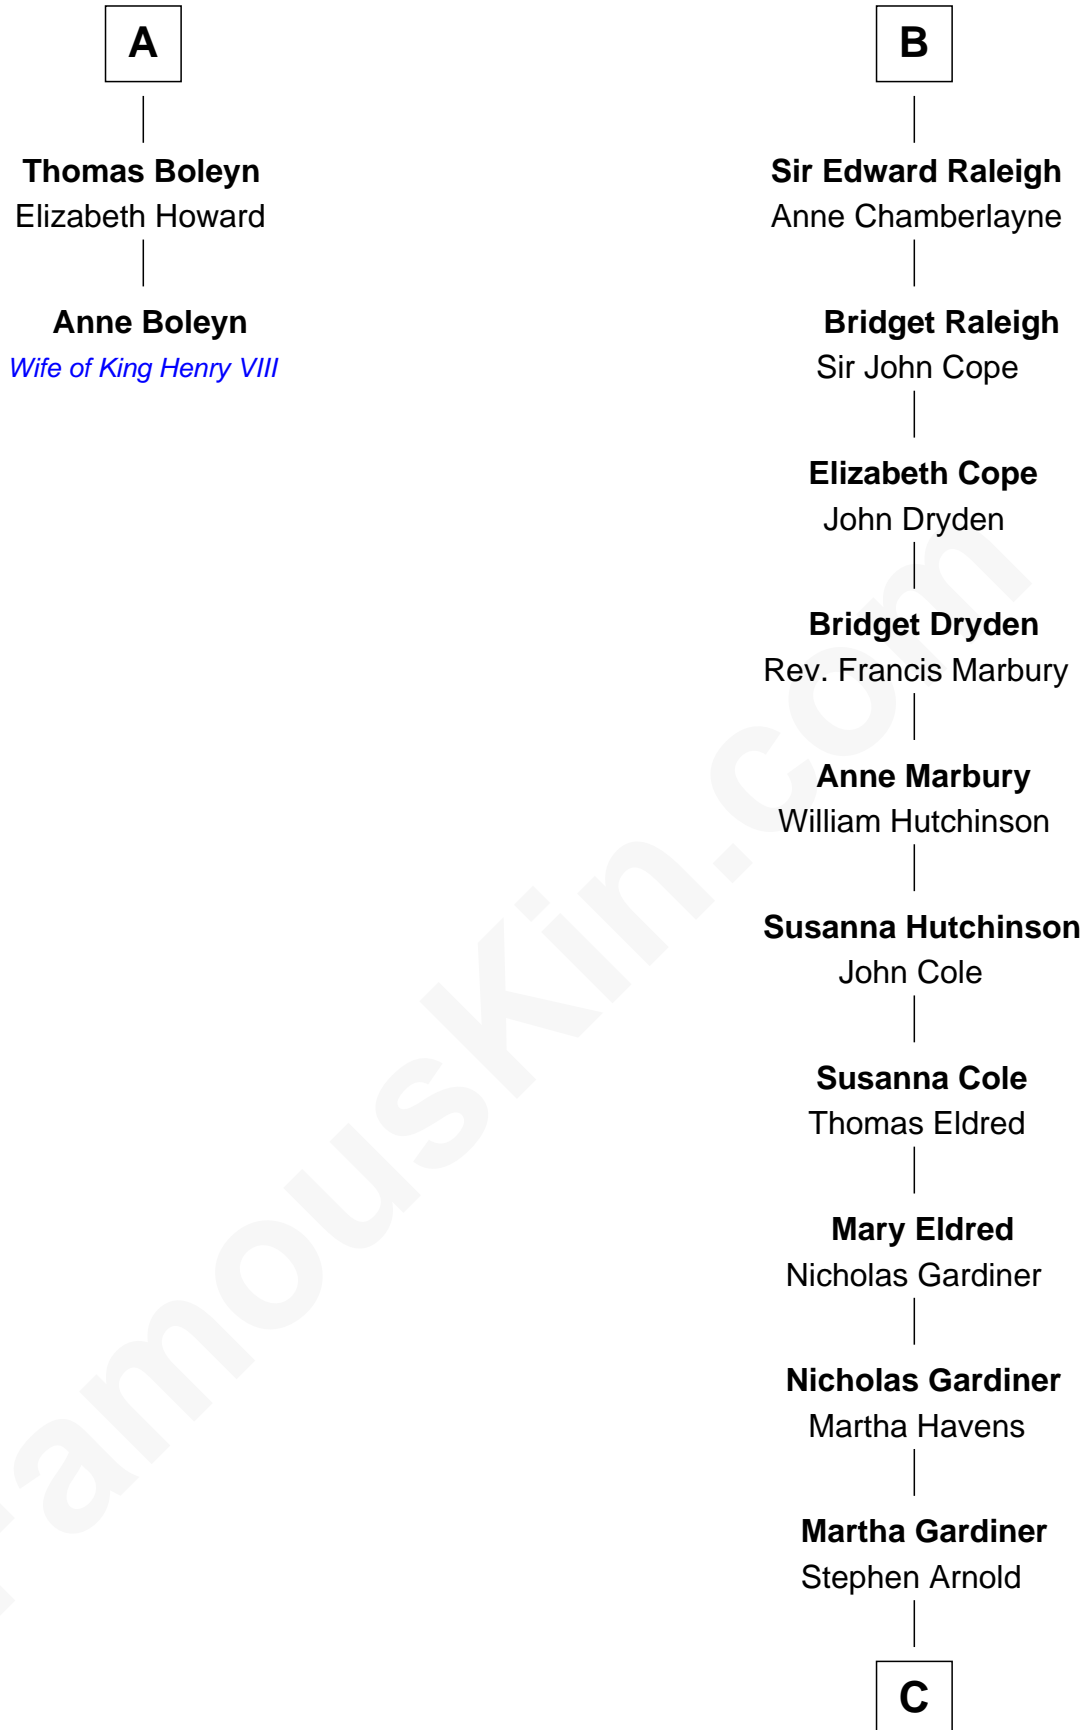 A
Thomas Boleyn
Elizabeth Howard
Anne Boleyn
Wife of King Henry VIII
B
Sir Edward Raleigh
Anne Chamberlayne
Bridget Raleigh
Sir John Cope
Elizabeth Cope
John Dryden
Bridget Dryden
Rev. Francis Marbury
Anne Marbury
William Hutchinson
Susanna Hutchinson
John Cole
Susanna Cole
Thomas Eldred
Mary Eldred
Nicholas Gardiner
Nicholas Gardiner
Martha Havens
Martha Gardiner
Stephen Arnold
C
FamousKin.com